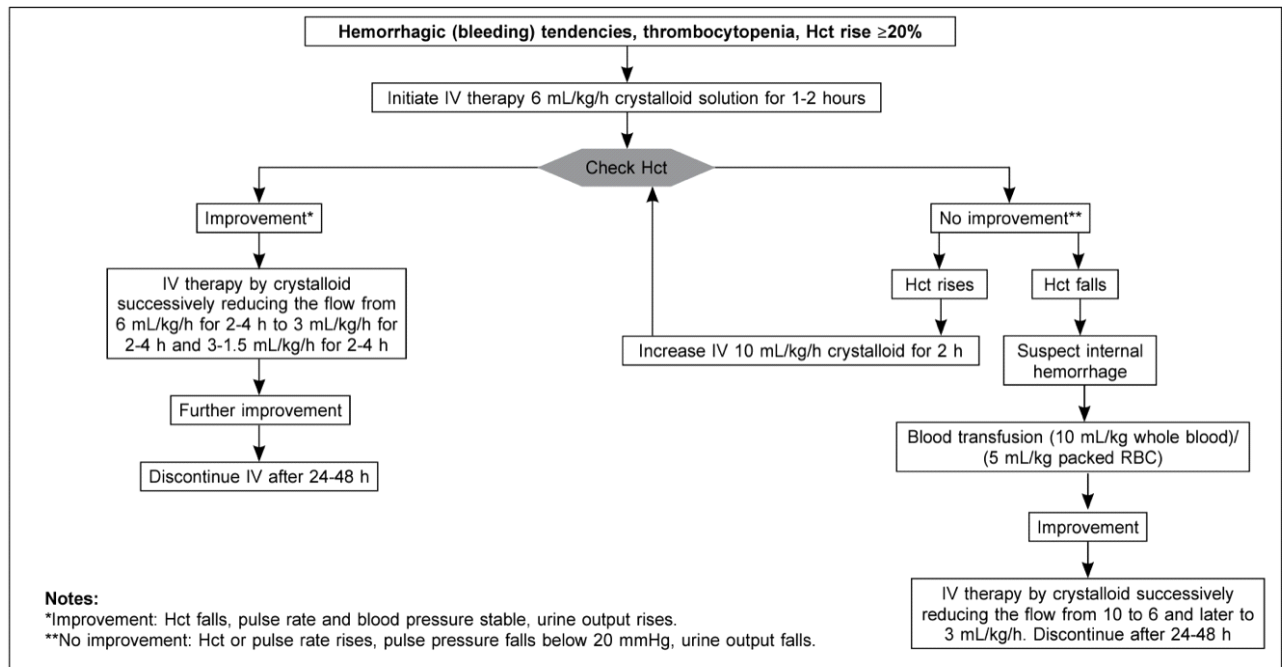 Hemorrhagic (bleeding) tendencies, thrombocytopenia, Hct rise ≥20%
Initiate IV therapy 6 mL/kg/h crystalloid solution for 1-2 hours
Check Hct
Improvement*
No improvement**
IV therapy by crystalloid
successively reducing the flow from
6 mL/kg/h for 2-4 h to 3 mL/kg/h for
2-4 h and 3-1.5 mL/kg/h for 2-4 h
Hct rises
Hct falls
Increase IV 10 mL/kg/h crystalloid for 2 h
Suspect internal
hemorrhage
Further improvement
Blood transfusion (10 mL/kg whole blood)/
(5 mL/kg packed RBC)
Discontinue IV after 24-48 h
Improvement
IV therapy by crystalloid successively
reducing the flow from 10 to 6 and later to
3 mL/kg/h. Discontinue after 24-48 h
Notes:
*Improvement: Hct falls, pulse rate and blood pressure stable, urine output rises.
**No improvement: Hct or pulse rate rises, pulse pressure falls below 20 mmHg, urine output falls.